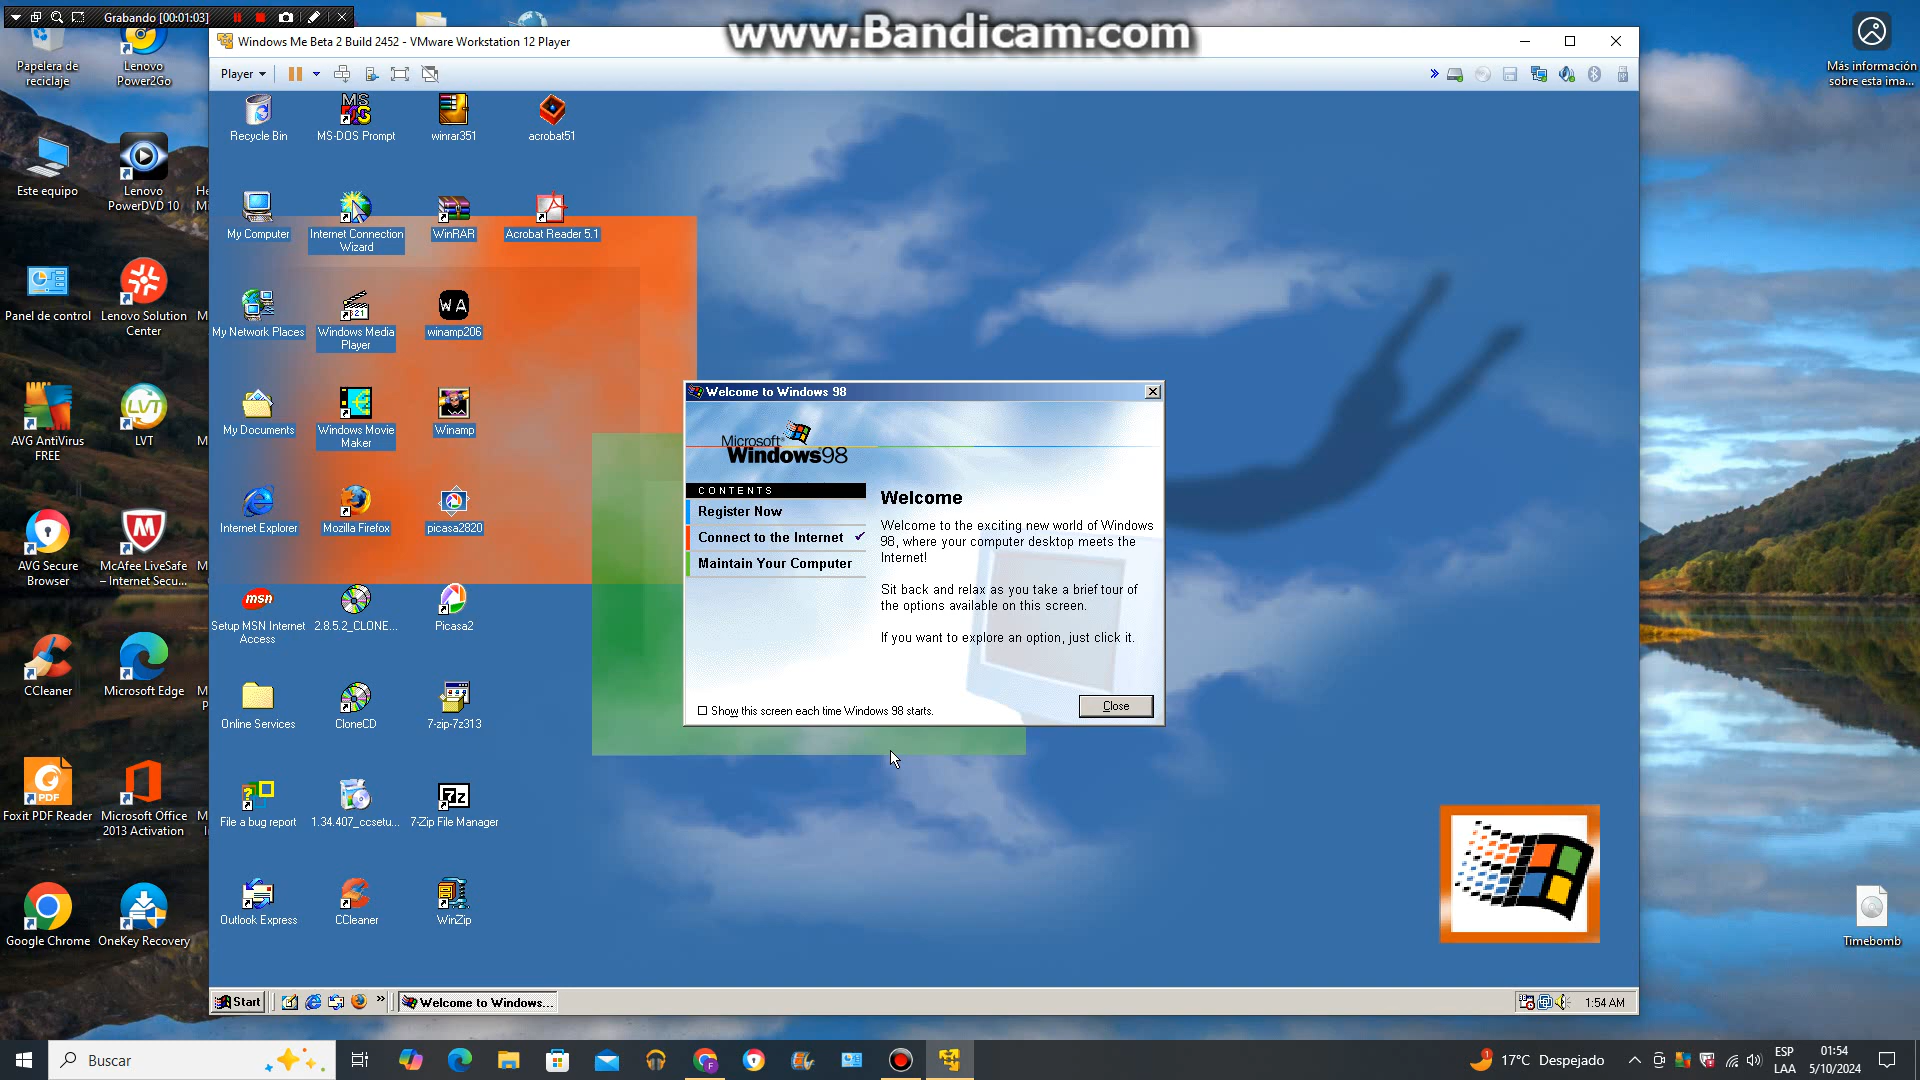 Grabando [00:01:03]
www.Bandicam.com
Windows Me Beta 2 Build 2452 - VMware Workstation 12 Player
Player
Papelera de
reciclaje
Lenovo
Power2Go
Más información
sobre esta ima...
Este equipo
Lenovo
PowerDVD 10
He
Mi
Panel de control
Lenovo Solution
Center
M
AVG AntiVirus
FREE
LVT
M
AVG Secure
Browser
McAfee LiveSafe
– Internet Secu...
M
CCleaner
Microsoft Edge
M
P
Foxit PDF Reader
Microsoft Office
2013 Activation
M
Google Chrome
OneKey Recovery
Timebomb
Recycle Bin
MS-DOS Prompt
winrar351
acrobat51
My Computer
Internet Connection
Wizard
WinRAR
Acrobat Reader 5.1
My Network Places
Windows Media
Player
WA
winamp206
My Documents
Windows Movie
Maker
Winamp
Internet Explorer
Mozilla Firefox
picasa2820
msn
Setup MSN Internet
Access
2.8.5.2_CLONE...
Picasa2
Online Services
CloneCD
7-zip-7z313
File a bug report
1.34.407_ccsetu...
7z
7-Zip File Manager
Outlook Express
CCleaner
WinZip
Welcome to Windows 98
Microsoft®
Windows98
CONTENTS
Register Now
Connect to the Internet ✓
Maintain Your Computer
Welcome
Welcome to the exciting new world of Windows
98, where your computer desktop meets the
Internet!
Sit back and relax as you take a brief tour of
the options available on this screen.
If you want to explore an option, just click it.
Show this screen each time Windows 98 starts.
Close
Start
Welcome to Windows...
1:54 AM
Buscar
17°C Despejado
ESP
LAA
01:54
5/10/2024